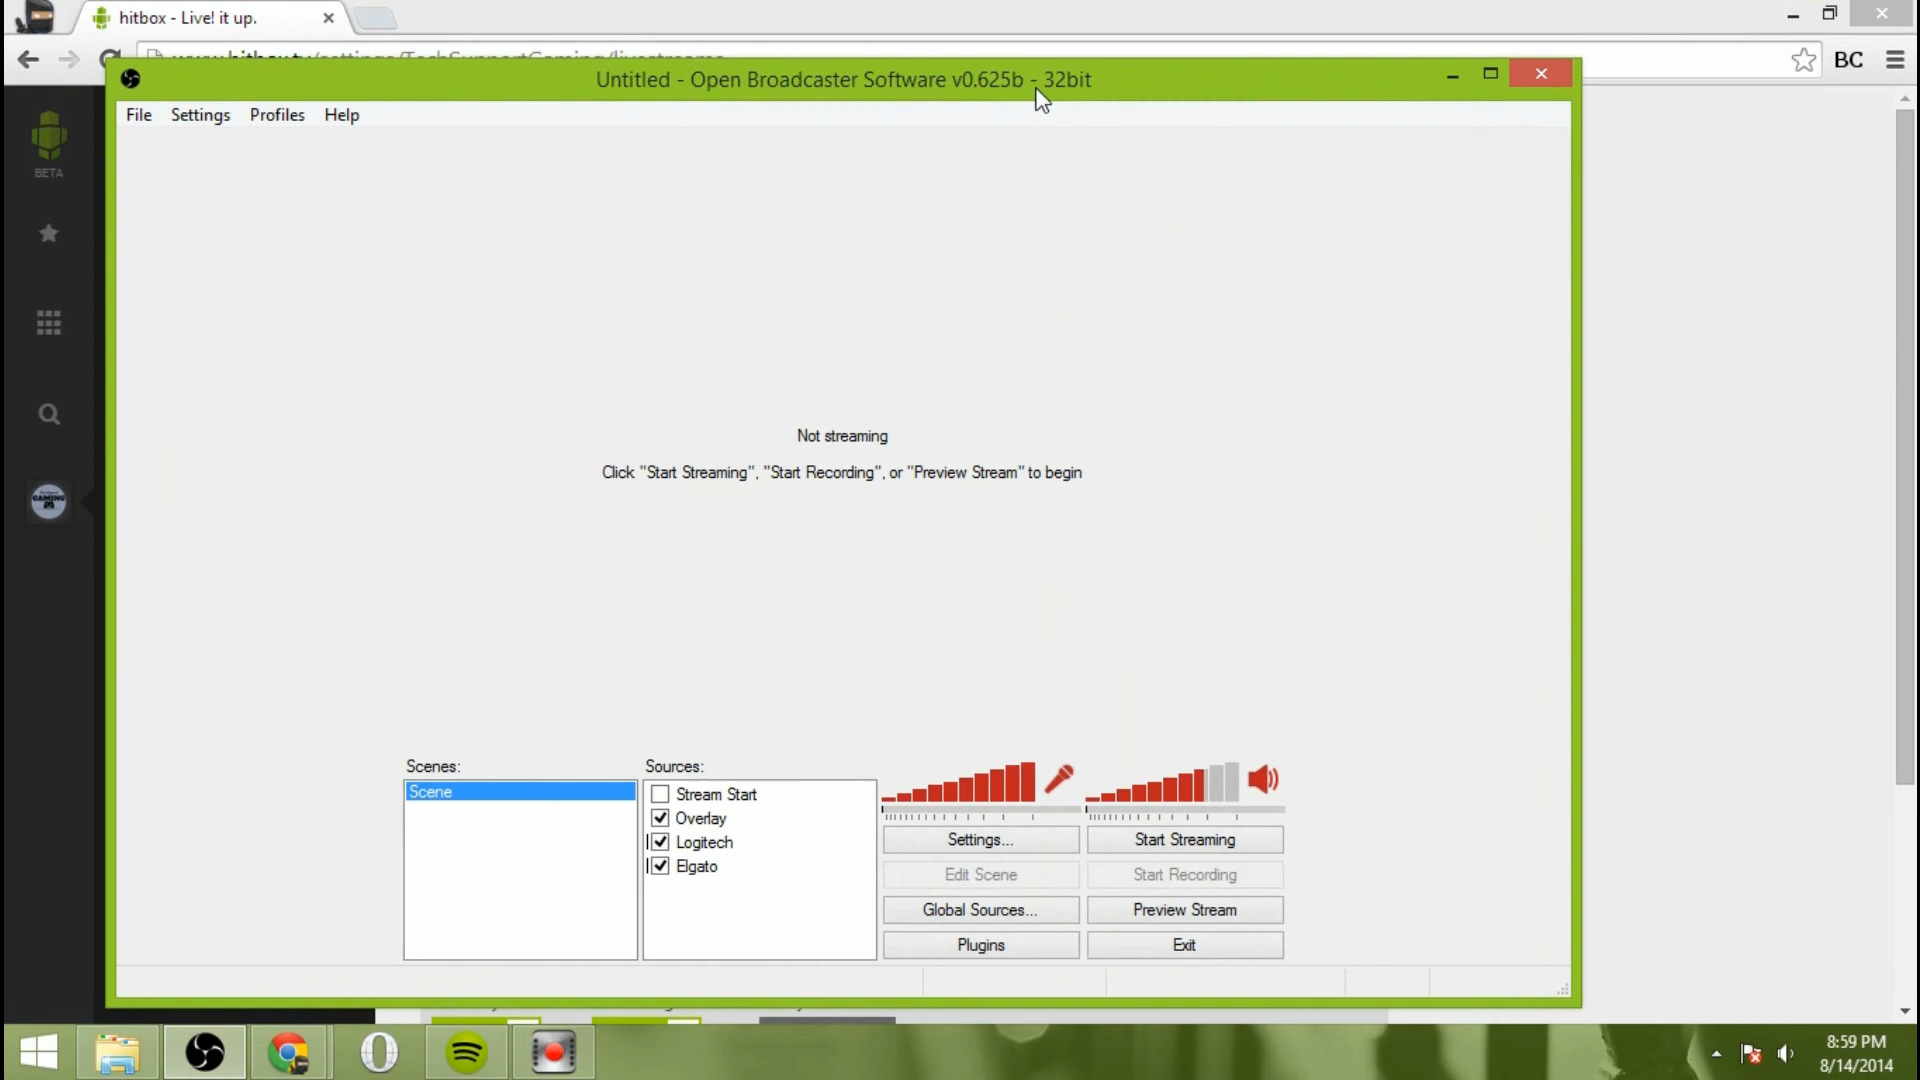 hitbox - Live! it up.
BC
Untitled - Open Broadcaster Software v0.625b - 32bit
File Settings Profiles Help
BETA
Not streaming
Click "Start Streaming", "Start Recording", or "Preview Stream" to begin
GAMING
Scenes:
Scene
Sources:
Stream Start
Overlay
Logitech
Elgato
Settings...
Start Streaming
Edit Scene
Start Recording
Global Sources...
Preview Stream
Plugins
Exit
8:59 PM
8/14/2014